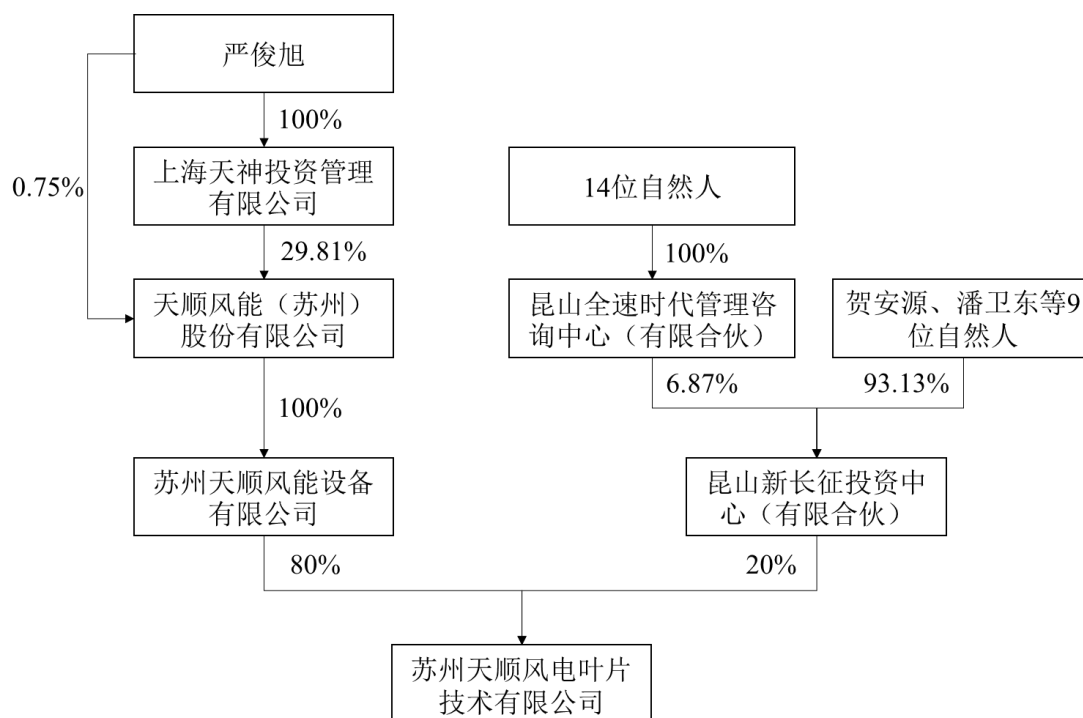 严俊旭
100%
0.75%
上海天神投资管理
有限公司
14位自然人
29.81%
100%
天顺风能（苏州）
股份有限公司
昆山全速时代管理咨
询中心（有限合伙）
贺安源、潘卫东等9
位自然人
6.87%
93.13%
100%
苏州天顺风能设备
有限公司
昆山新长征投资中
心（有限合伙）
80%
20%
苏州天顺风电叶片
技术有限公司